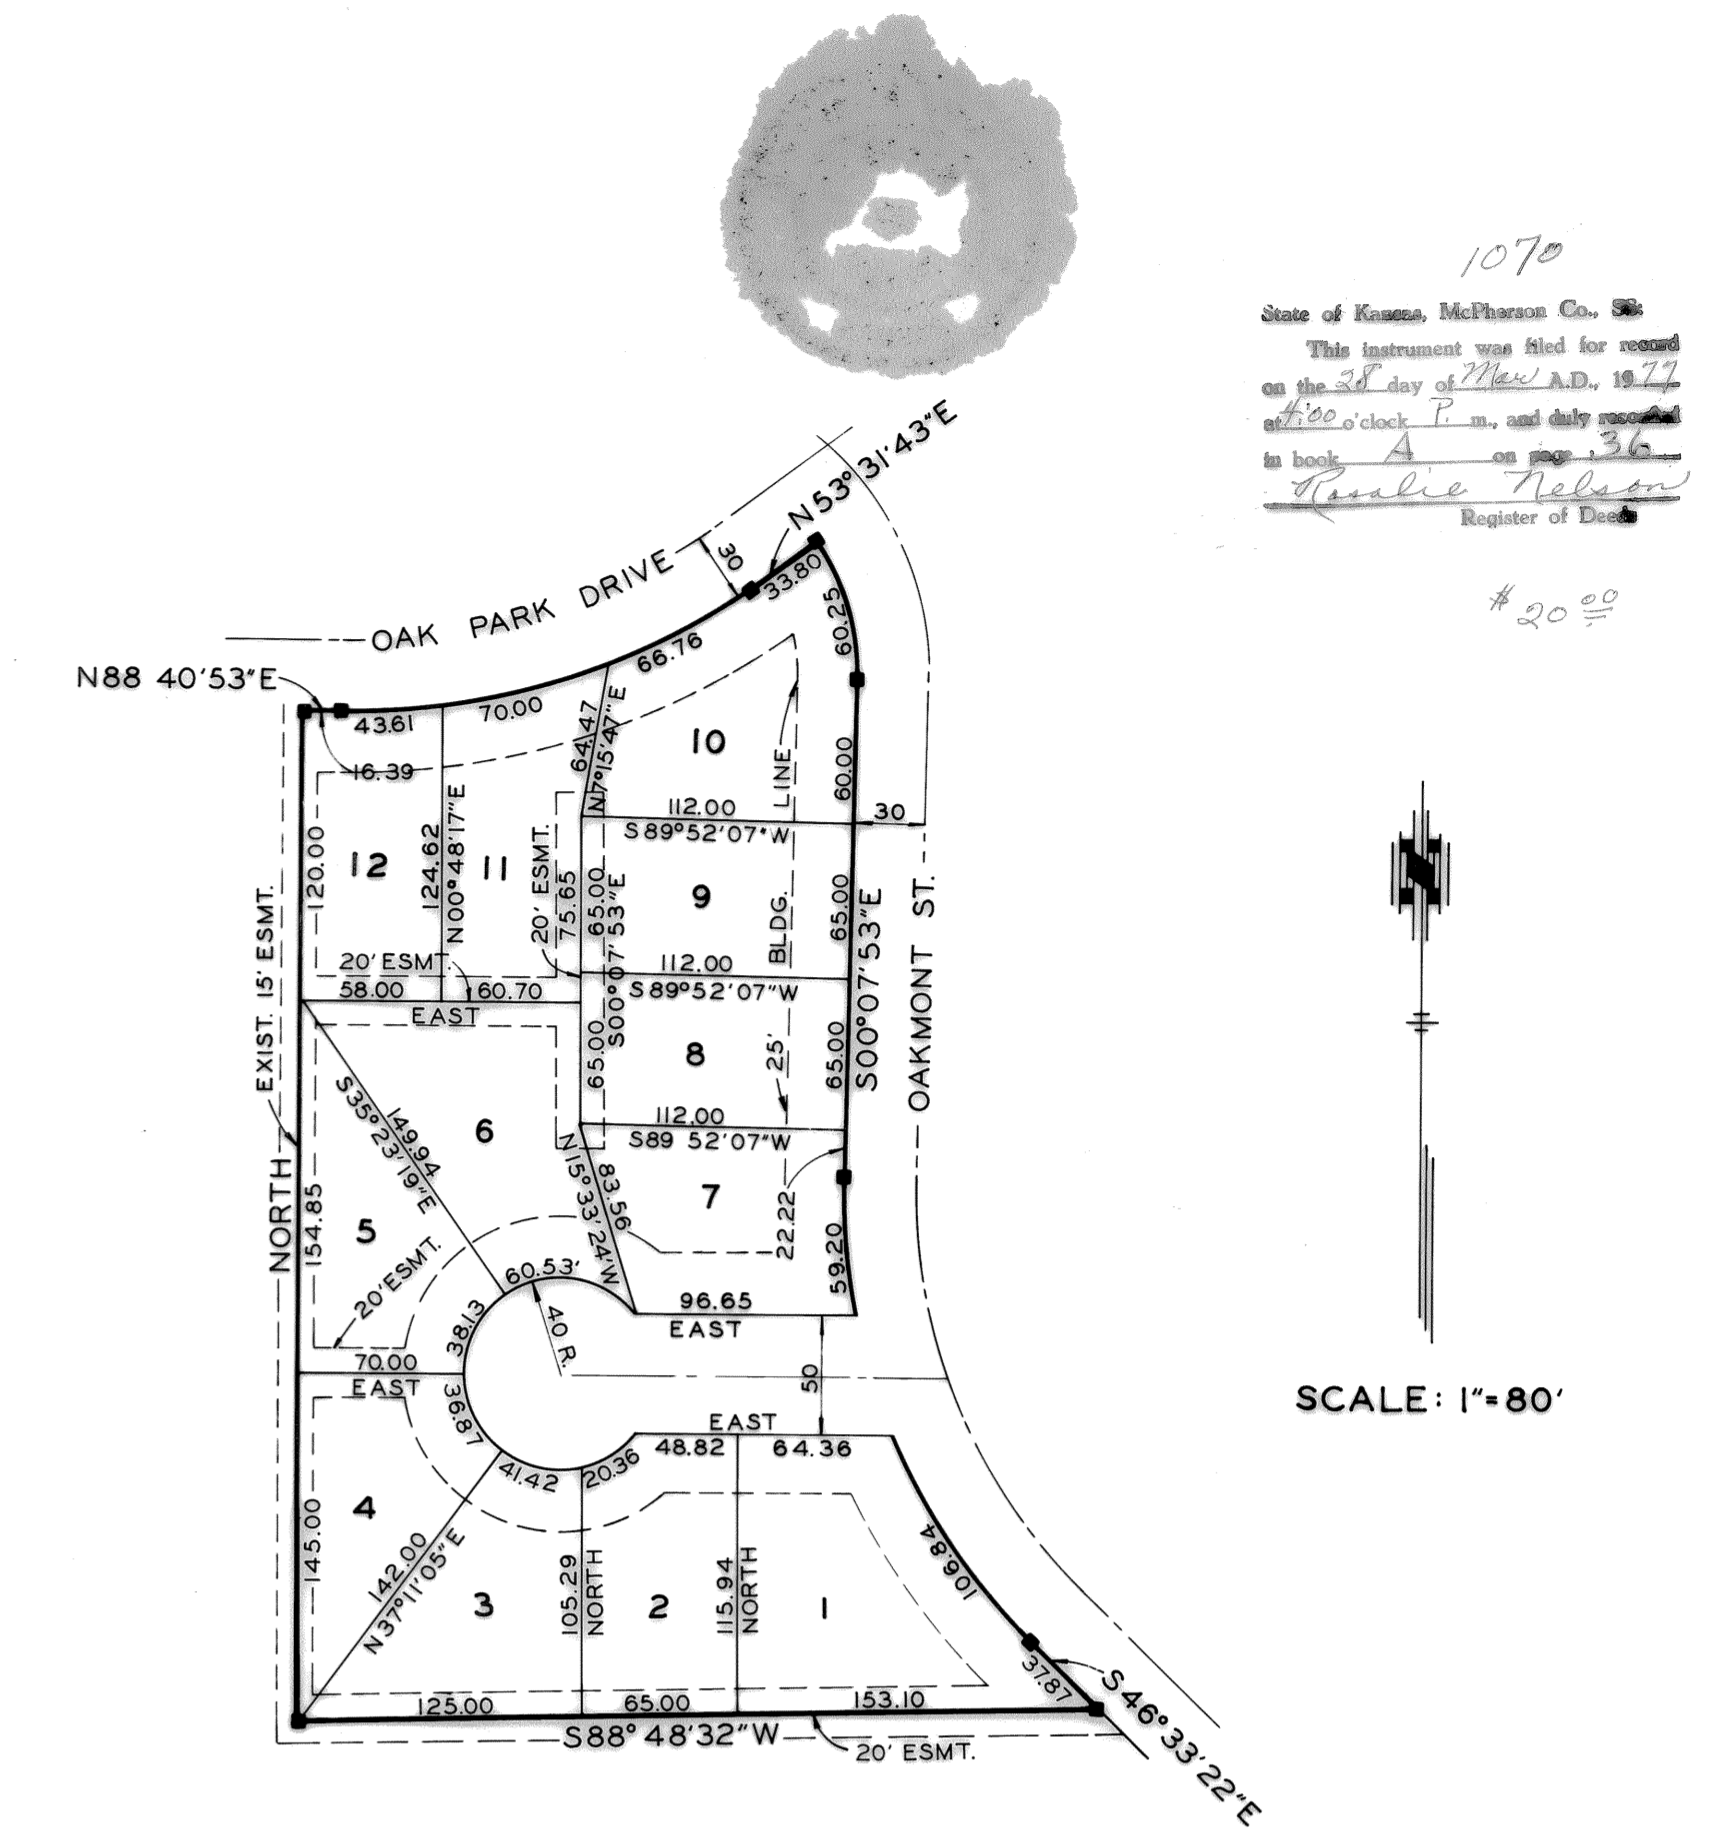 1070
State of Kansas, McPherson Co., SS:
This instrument was filed for record
on the 28 day of Mar A.D., 1977
at 4:00 o'clock P. m., and duly recorded
in book A on page 36
Rosalie Nelson
Register of Deeds
$ 20 00
N53° 31'43"E
30
33.80
OAK PARK DRIVE
60.25
66.76
N88 40'53"E
43.61
70.00
64.47
N7°15'47"E
10
LINE
60.00
16.39
112.00
30
S89°52'07"W
120.00
12
124.62
N00°48'17"E
11
20' ESMT.
75.65
65.00
S00°07'53"E
9
BLDG.
65.00
S00°07'53"E
OAKMONT ST.
EXIST. 15' ESMT.
20' ESMT.
112.00
58.00
60.70
S89°52'07"W
EAST
65.00
8
25'
65.00
149.94
S35°23'19"E
6
112.00
S89 52'07"W
NORTH
154.85
5
N15°33'24"W
83.56
7
22.22
59.20
20' ESMT.
60.53'
38.13
40 R.
96.65
EAST
70.00
EAST
50
36.87
EAST
48.82
64.36
41.42
20.36
4
145.00
142.00
N37°11'05"E
3
105.29
NORTH
2
115.94
NORTH
1
106.84
37.87
125.00
65.00
153.10
S88° 48'32"W
20' ESMT.
S46°33'22"E
N
SCALE: 1"=80'